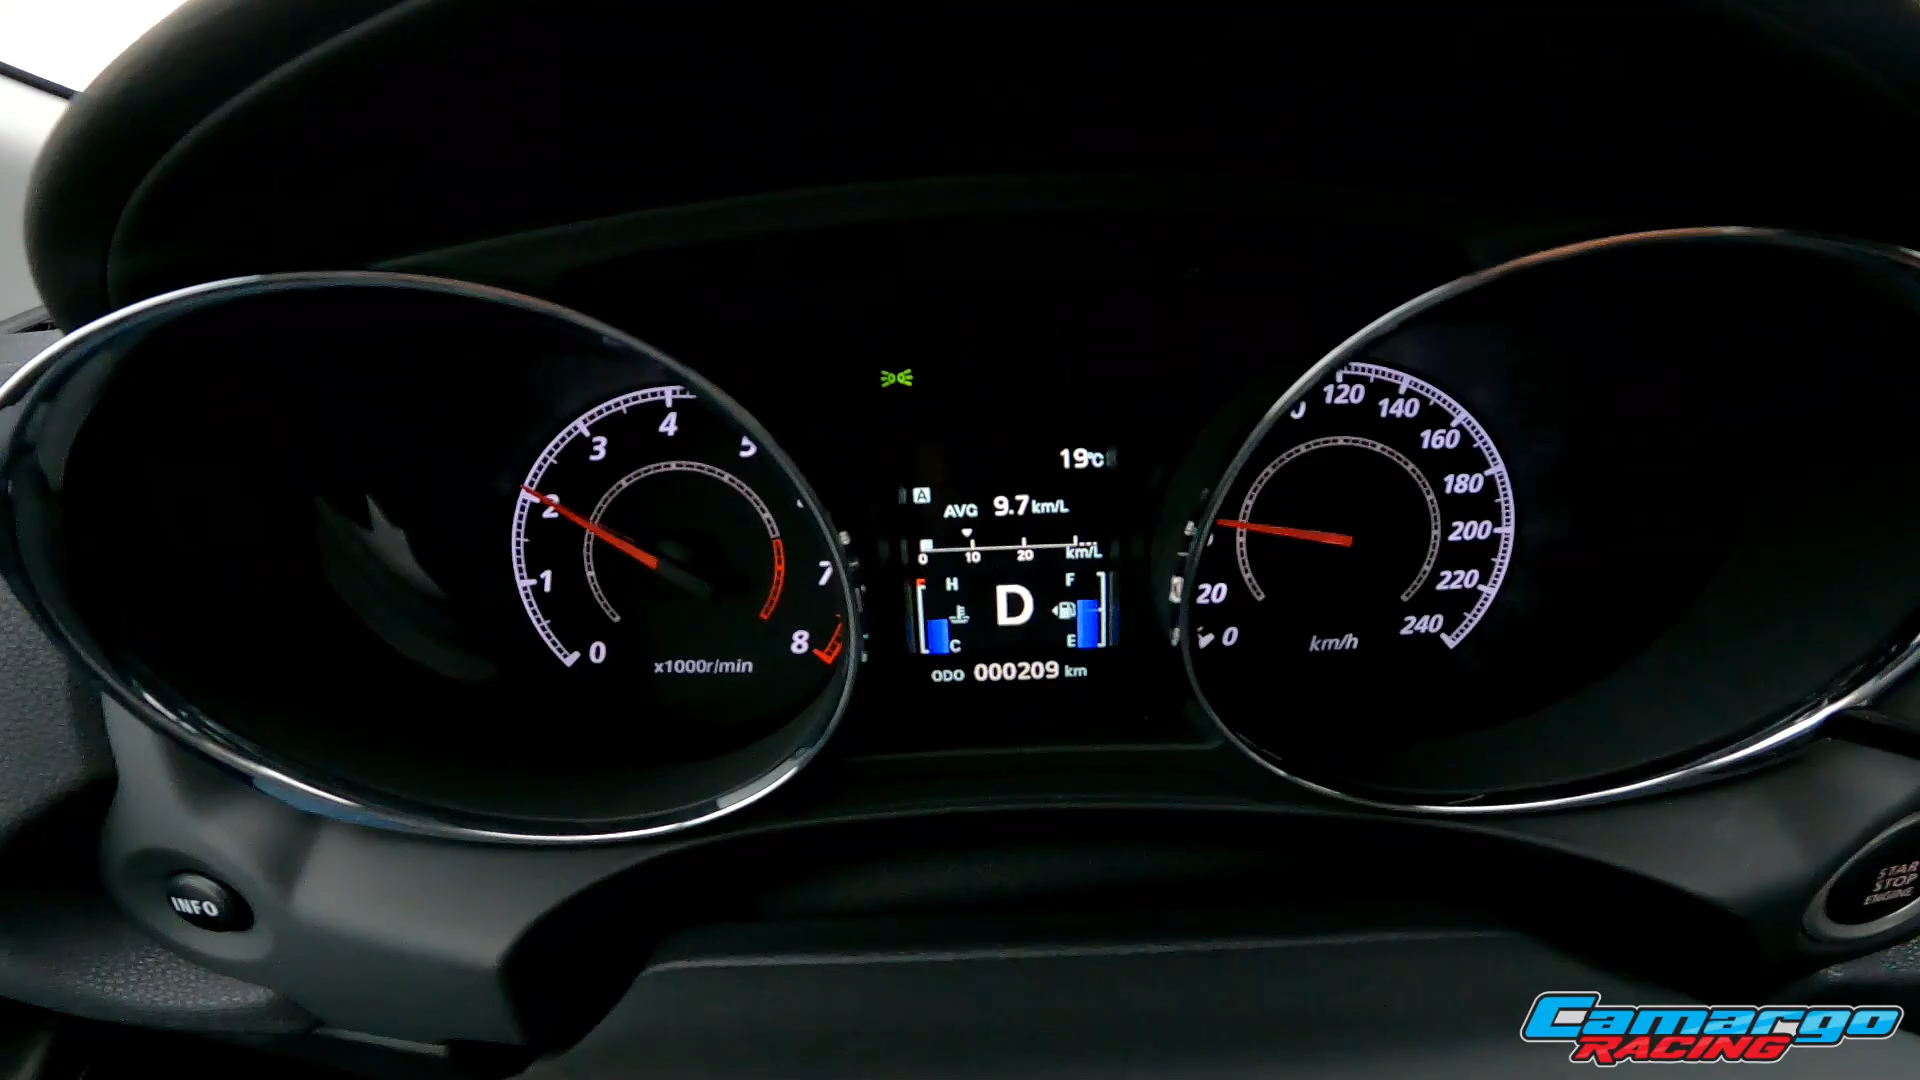 0
1
2
3
4
5
7
8
x1000r/min
19°C
A
AVG 9.7 km/L
0 10 20 km/L
H
C
D
F
E
ODO 000209 km
0
20
120
140
160
180
200
220
240
km/h
INFO
STOP
ENGINE
Camargo
RACING